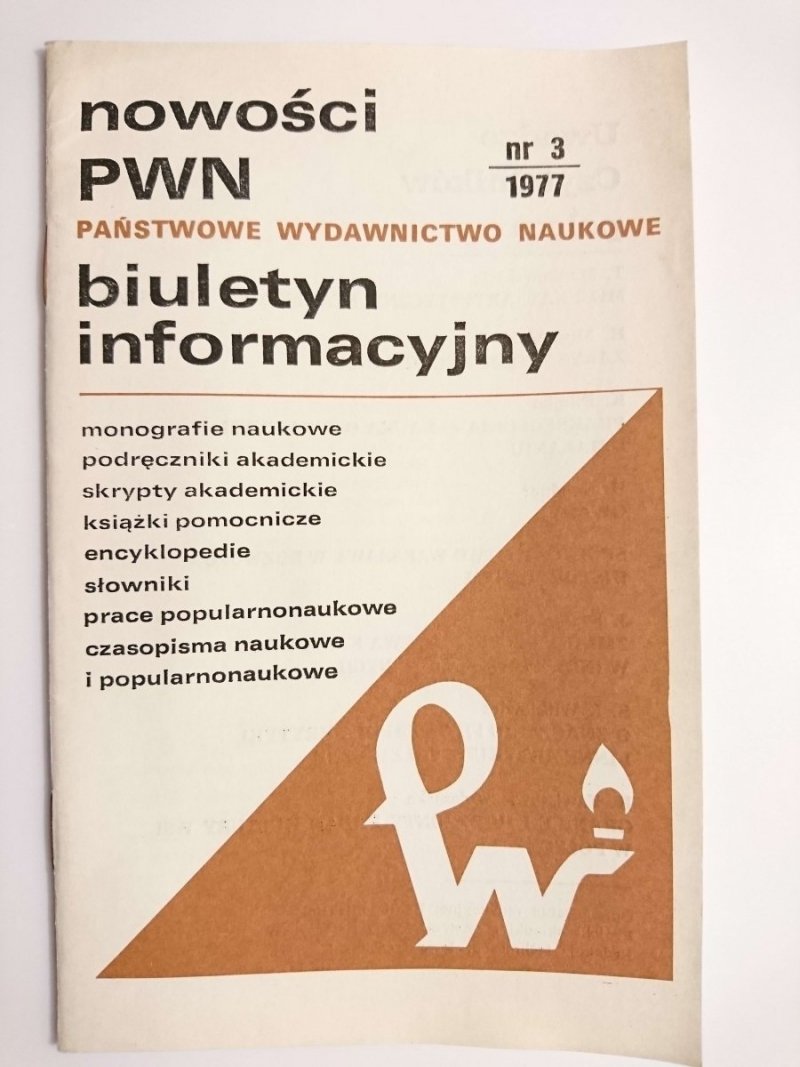 nowości
PWN
nr 3
1977
PAŃSTWOWE WYDAWNICTWO NAUKOWE
biuletyn
informacyjny
monografie naukowe
podręczniki akademickie
skrypty akademickie
książki pomocnicze
encyklopedie
słowniki
prace popularnonaukowe
czasopisma naukowe
i popularnonaukowe
PW